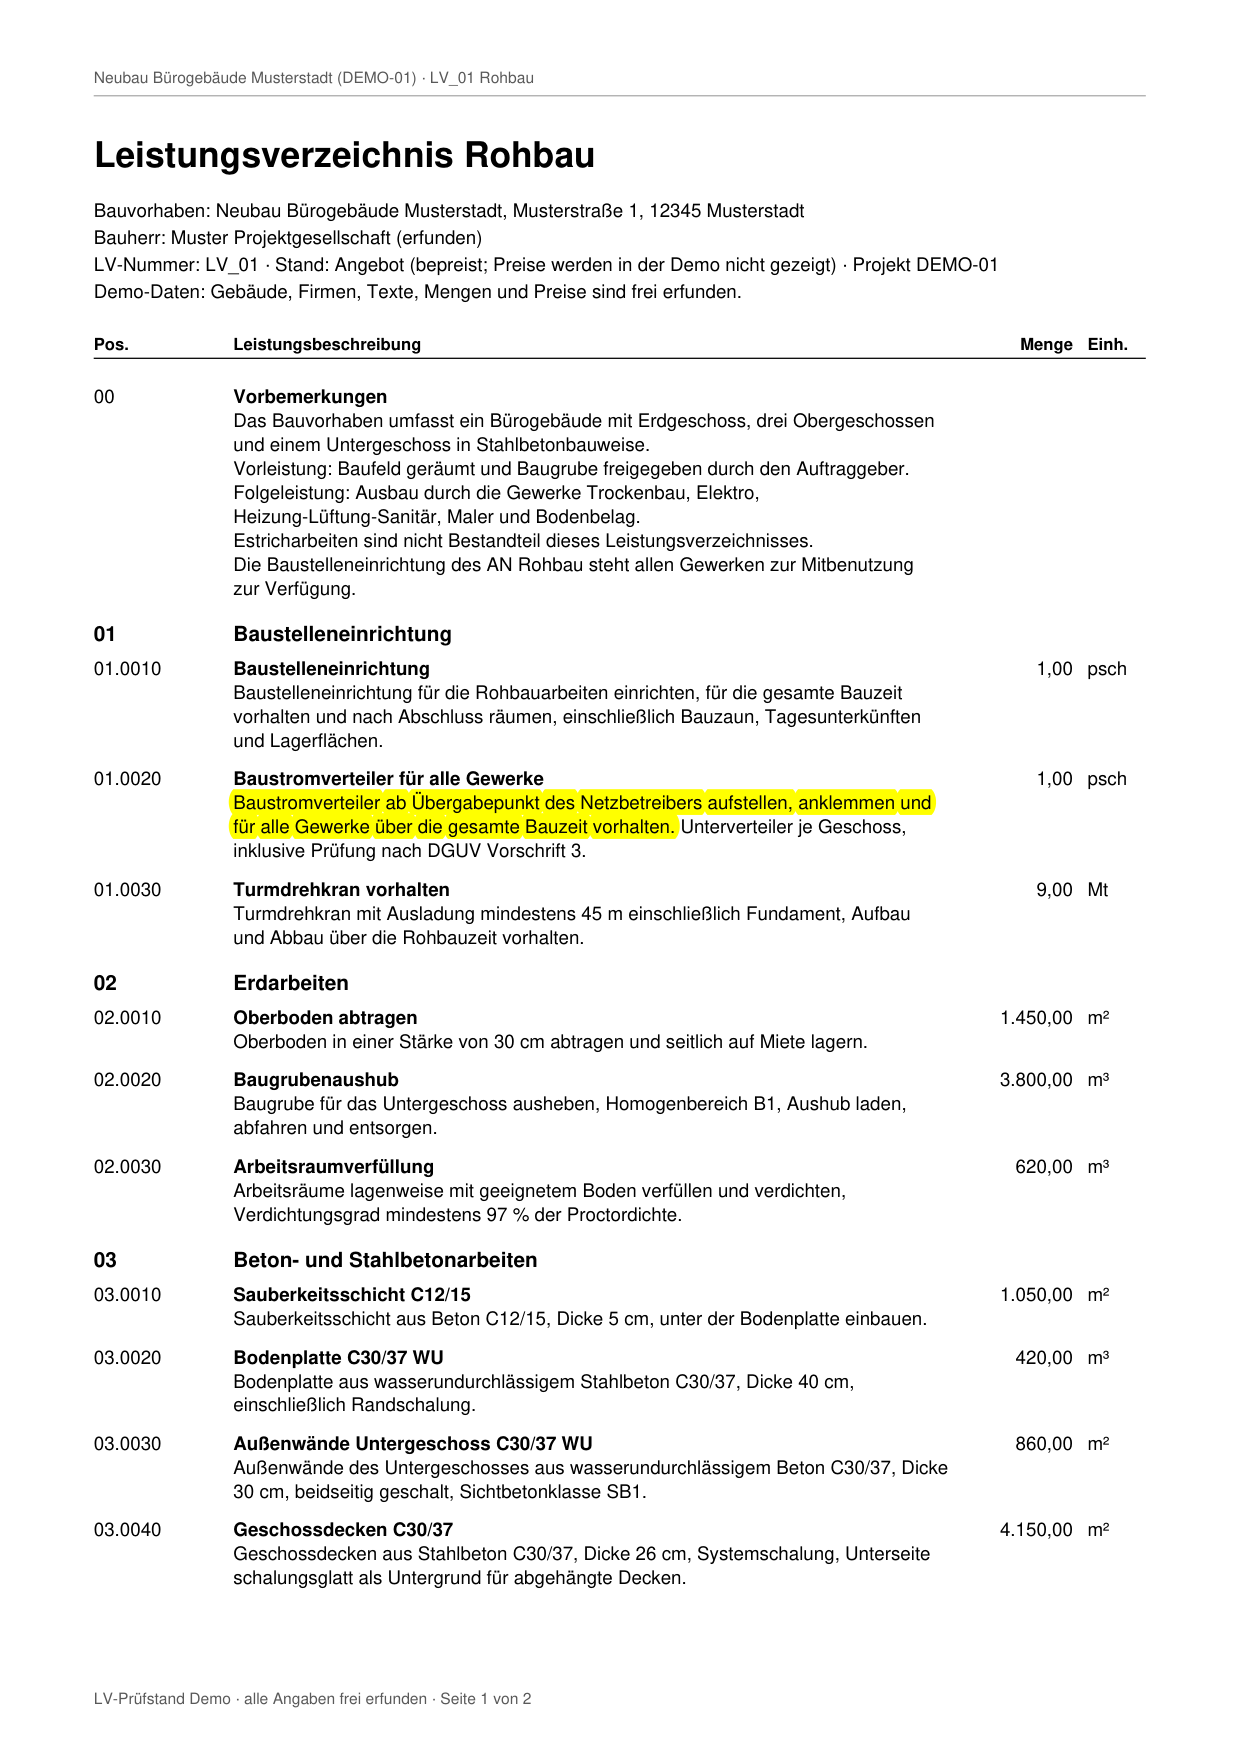 Neubau Bürogebäude Musterstadt (DEMO-01) · LV_01 Rohbau
Leistungsverzeichnis Rohbau
Bauvorhaben: Neubau Bürogebäude Musterstadt, Musterstraße 1, 12345 Musterstadt
Bauherr: Muster Projektgesellschaft (erfunden)
LV-Nummer: LV_01 · Stand: Angebot (bepreist; Preise werden in der Demo nicht gezeigt) · Projekt DEMO-01
Demo-Daten: Gebäude, Firmen, Texte, Mengen und Preise sind frei erfunden.
Pos. Leistungsbeschreibung Menge Einh.
00 Vorbemerkungen
Das Bauvorhaben umfasst ein Bürogebäude mit Erdgeschoss, drei Obergeschossen
und einem Untergeschoss in Stahlbetonbauweise.
Vorleistung: Baufeld geräumt und Baugrube freigegeben durch den Auftraggeber.
Folgeleistung: Ausbau durch die Gewerke Trockenbau, Elektro,
Heizung-Lüftung-Sanitär, Maler und Bodenbelag.
Estricharbeiten sind nicht Bestandteil dieses Leistungsverzeichnisses.
Die Baustelleneinrichtung des AN Rohbau steht allen Gewerken zur Mitbenutzung
zur Verfügung.
01 Baustelleneinrichtung
01.0010 Baustelleneinrichtung 1,00 psch
Baustelleneinrichtung für die Rohbauarbeiten einrichten, für die gesamte Bauzeit
vorhalten und nach Abschluss räumen, einschließlich Bauzaun, Tagesunterkünften
und Lagerflächen.
01.0020 Baustromverteiler für alle Gewerke 1,00 psch
Baustromverteiler ab Übergabepunkt des Netzbetreibers aufstellen, anklemmen und
für alle Gewerke über die gesamte Bauzeit vorhalten. Unterverteiler je Geschoss,
inklusive Prüfung nach DGUV Vorschrift 3.
01.0030 Turmdrehkran vorhalten 9,00 Mt
Turmdrehkran mit Ausladung mindestens 45 m einschließlich Fundament, Aufbau
und Abbau über die Rohbauzeit vorhalten.
02 Erdarbeiten
02.0010 Oberboden abtragen 1.450,00 m²
Oberboden in einer Stärke von 30 cm abtragen und seitlich auf Miete lagern.
02.0020 Baugrubenaushub 3.800,00 m³
Baugrube für das Untergeschoss ausheben, Homogenbereich B1, Aushub laden,
abfahren und entsorgen.
02.0030 Arbeitsraumverfüllung 620,00 m³
Arbeitsräume lagenweise mit geeignetem Boden verfüllen und verdichten,
Verdichtungsgrad mindestens 97 % der Proctordichte.
03 Beton- und Stahlbetonarbeiten
03.0010 Sauberkeitsschicht C12/15 1.050,00 m²
Sauberkeitsschicht aus Beton C12/15, Dicke 5 cm, unter der Bodenplatte einbauen.
03.0020 Bodenplatte C30/37 WU 420,00 m³
Bodenplatte aus wasserundurchlässigem Stahlbeton C30/37, Dicke 40 cm,
einschließlich Randschalung.
03.0030 Außenwände Untergeschoss C30/37 WU 860,00 m²
Außenwände des Untergeschosses aus wasserundurchlässigem Beton C30/37, Dicke
30 cm, beidseitig geschalt, Sichtbetonklasse SB1.
03.0040 Geschossdecken C30/37 4.150,00 m²
Geschossdecken aus Stahlbeton C30/37, Dicke 26 cm, Systemschalung, Unterseite
schalungsglatt als Untergrund für abgehängte Decken.
LV-Prüfstand Demo · alle Angaben frei erfunden · Seite 1 von 2